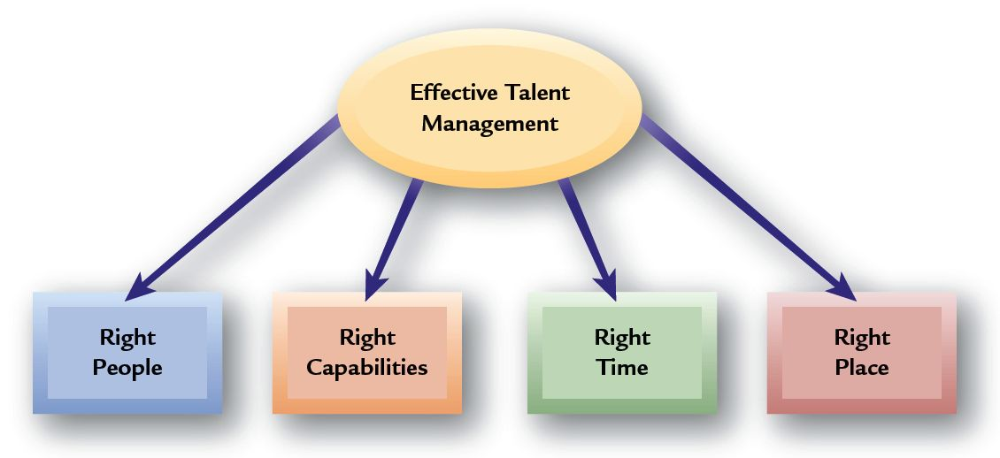 Effective Talent
Management
Right
People
Right
Capabilities
Right
Time
Right
Place